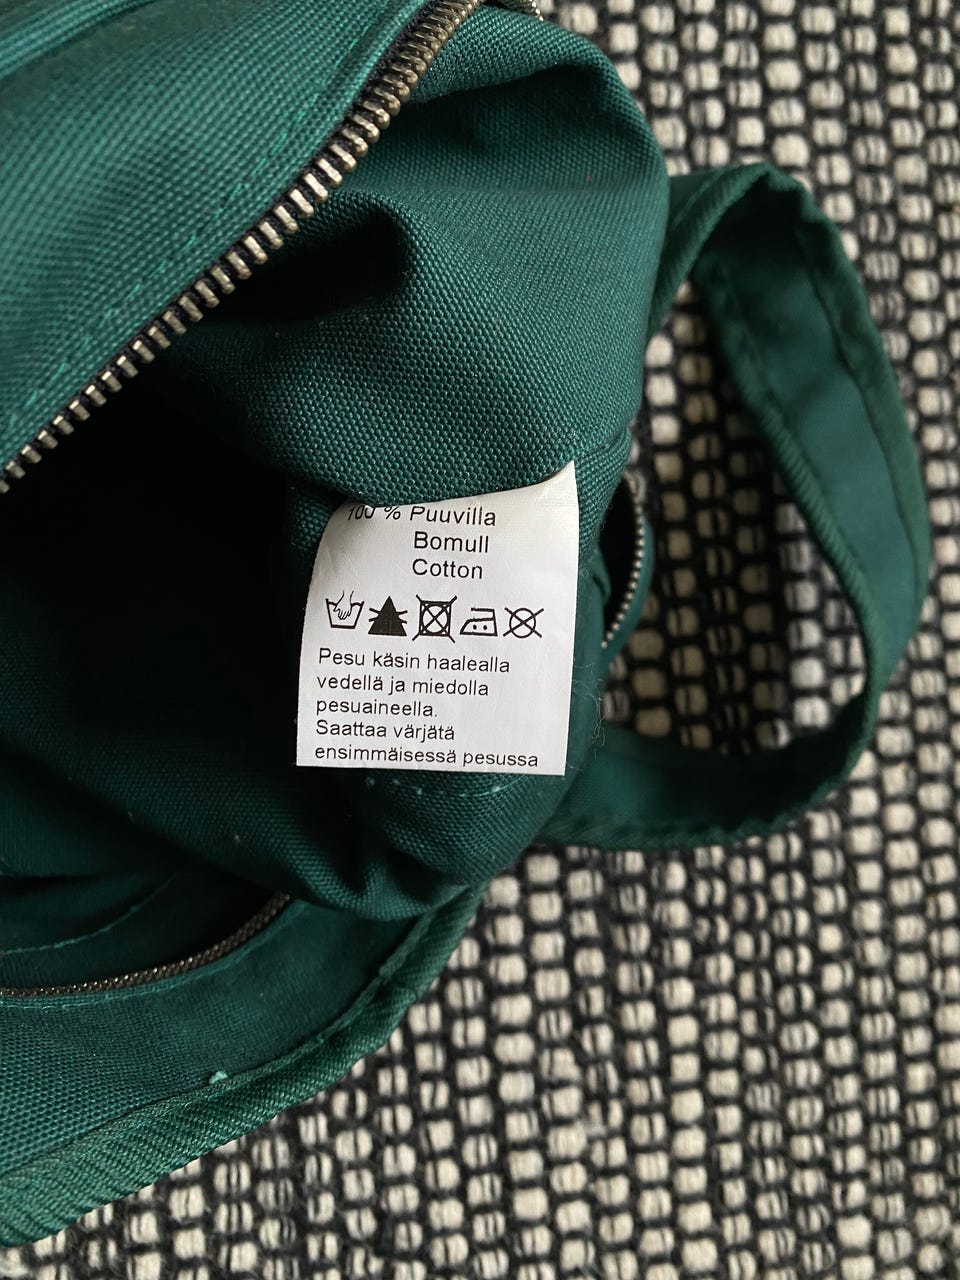 100 % Puuvilla
Bomull
Cotton
Pesu käsin haalealla
vedellä ja miedolla
pesuaineella.
Saattaa värjätä
ensimmäisessä pesussa